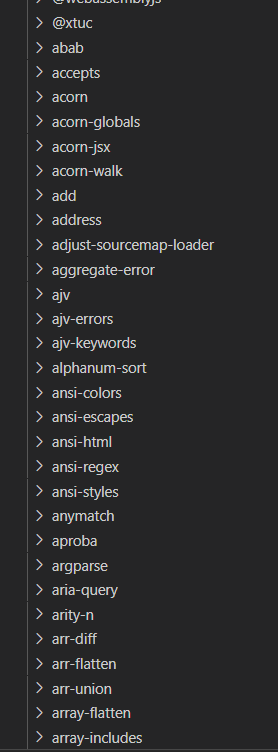 @webassemblyjs
@xtuc
abab
accepts
acorn
acorn-globals
acorn-jsx
acorn-walk
add
address
adjust-sourcemap-loader
aggregate-error
ajv
ajv-errors
ajv-keywords
alphanum-sort
ansi-colors
ansi-escapes
ansi-html
ansi-regex
ansi-styles
anymatch
aproba
argparse
aria-query
arity-n
arr-diff
arr-flatten
arr-union
array-flatten
array-includes